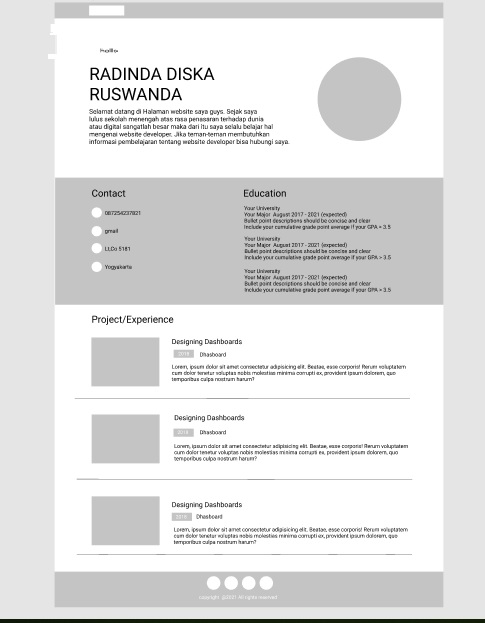 hallo
RADINDA DISKA
RUSWANDA
Selamat datang di Halaman website saya guys. Sejak saya
lulus sekolah menengah atas rasa penasaran terhadap dunia
atau digital sangatlah besar maka dari itu saya selalu belajar hal
mengenai website developer. Jika teman-teman membutuhkan
informasi pembelajaran tentang website developer bisa hubungi saya.
Contact
087254237821
gmail
LLDo 5181
Yogyakarta
Education
Your University
Your Major August 2017 - 2021 (expected)
Bullet point descriptions should be concise and clear
Include your cumulative grade point average if your GPA > 3.5
Your University
Your Major August 2017 - 2021 (expected)
Bullet point descriptions should be concise and clear
Include your cumulative grade point average if your GPA > 3.5
Your University
Your Major August 2017 - 2021 (expected)
Bullet point descriptions should be concise and clear
Include your cumulative grade point average if your GPA > 3.5
Project/Experience
Designing Dashboards
Dhasboard
Lorem, ipsum dolor sit amet consectetur adipisicing elit. Beatae, esse corporis! Rerum voluptatem
cum dolor tenetur voluptas nobis molestias minima corrupti ex, provident ipsum dolorem, quo
temporibus culpa nostrum harum?
Designing Dashboards
Dhasboard
Lorem, ipsum dolor sit amet consectetur adipisicing elit. Beatae, esse corporis! Rerum voluptatem
cum dolor tenetur voluptas nobis molestias minima corrupti ex, provident ipsum dolorem, quo
temporibus culpa nostrum harum?
Designing Dashboards
Dhasboard
Lorem, ipsum dolor sit amet consectetur adipisicing elit. Beatae, esse corporis! Rerum voluptatem
cum dolor tenetur voluptas nobis molestias minima corrupti ex, provident ipsum dolorem, quo
temporibus culpa nostrum harum?
copyright @2021 All rights reserved